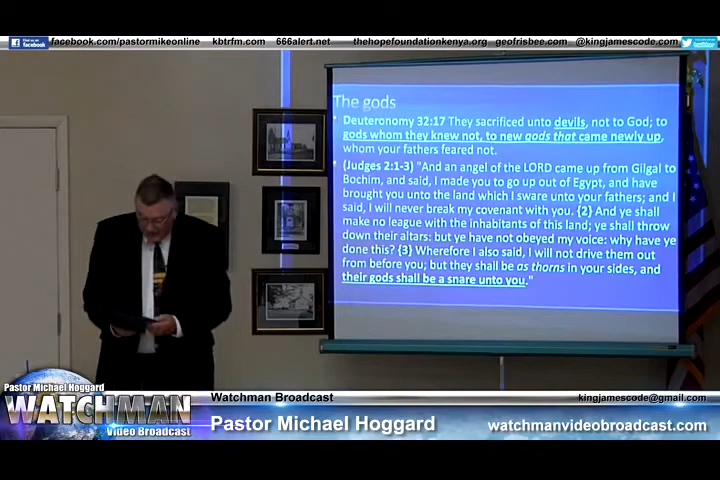 Find us on facebook
facebook.com/pastormikeonline kbtrfm.com 666alert.net thehopefoundationkenya.org geofrisbee.com @kingjamescode.com
twitter
The gods
Deuteronomy 32:17 They sacrificed unto devils, not to God; to
gods whom they knew not, to new gods that came newly up,
whom your fathers feared not.
(Judges 2:1-3) "And an angel of the LORD came up from Gilgal to
Bochim, and said, I made you to go up out of Egypt, and have
brought you unto the land which I sware unto your fathers; and I
said, I will never break my covenant with you. {2} And ye shall
make no league with the inhabitants of this land; ye shall throw
down their altars: but ye have not obeyed my voice: why have ye
done this? {3} Wherefore I also said, I will not drive them out
from before you; but they shall be as thorns in your sides, and
their gods shall be a snare unto you."
Pastor Michael Hoggard
WATCHMAN
Video Broadcast
Watchman Broadcast
kingjamescode@gmail.com
Pastor Michael Hoggard
watchmanvideobroadcast.com